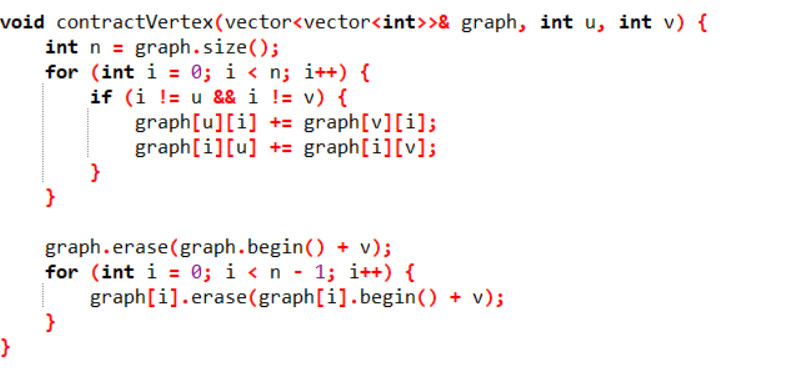 void contractVertex(vector<vector<int>>& graph, int u, int v) {
    int n = graph.size();
    for (int i = 0; i < n; i++) {
        if (i != u && i != v) {
            graph[u][i] += graph[v][i];
            graph[i][u] += graph[i][v];
        }
    }

    graph.erase(graph.begin() + v);
    for (int i = 0; i < n - 1; i++) {
        graph[i].erase(graph[i].begin() + v);
    }
}